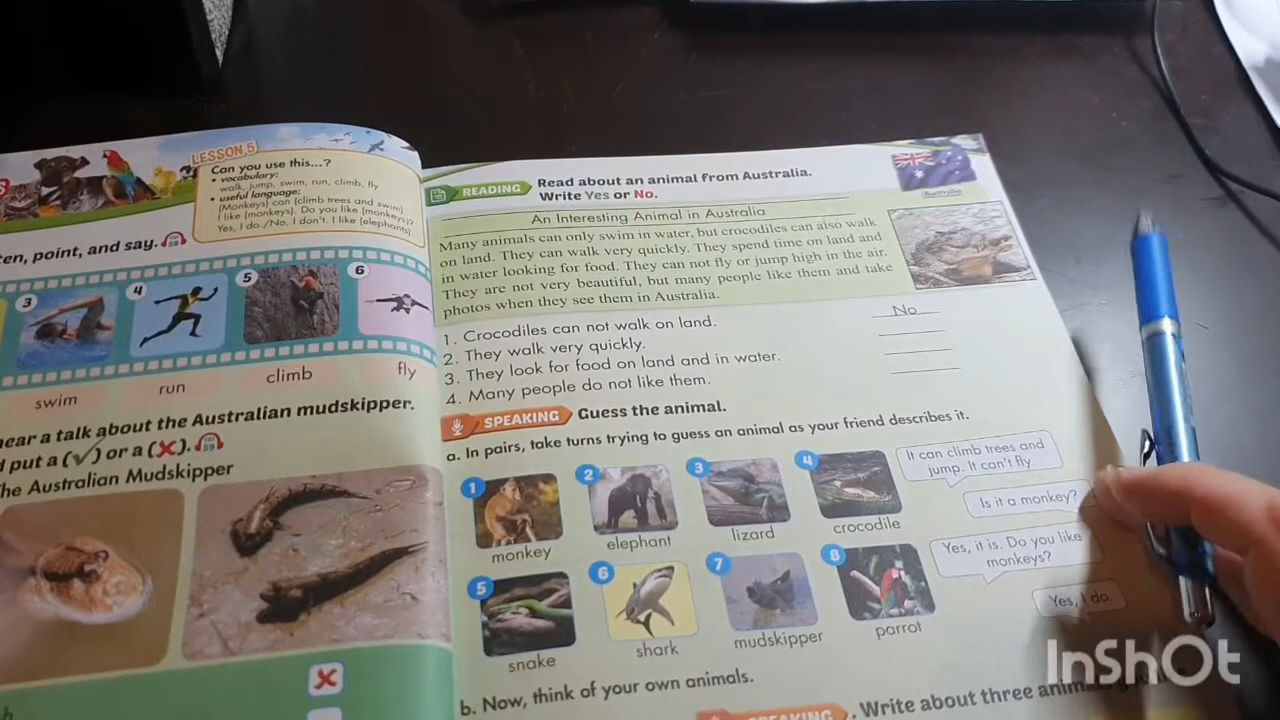 LESSON 5
Can you use this...?
• vocabulary:
walk, jump, swim, run, climb, fly
• useful language:
(Monkeys) can (climb trees and swim)
I like (monkeys). Do you like (monkeys)?
Yes, I do./No, I don't. I like (elephants).
ten, point, and say.
58
3
4
5
6
swim
run
climb
fly
hear a talk about the Australian mudskipper.
d put a (✓) or a (✗).
59
The Australian Mudskipper
READING
Read about an animal from Australia.
Write Yes or No.
Australia
An Interesting Animal in Australia
Many animals can only swim in water, but crocodiles can also walk
on land. They can walk very quickly. They spend time on land and
in water looking for food. They can not fly or jump high in the air.
They are not very beautiful, but many people like them and take
photos when they see them in Australia.
1. Crocodiles can not walk on land.
No
2. They walk very quickly.
3. They look for food on land and in water.
4. Many people do not like them.
SPEAKING
Guess the animal.
a. In pairs, take turns trying to guess an animal as your friend describes it.
1
2
3
4
monkey
elephant
lizard
crocodile
5
6
7
8
snake
shark
mudskipper
parrot
It can climb trees and
jump. It can't fly.
Is it a monkey?
Yes, it is. Do you like
monkeys?
Yes, I do.
b. Now, think of your own animals.
SPEAKING
. Write about three
InShOt